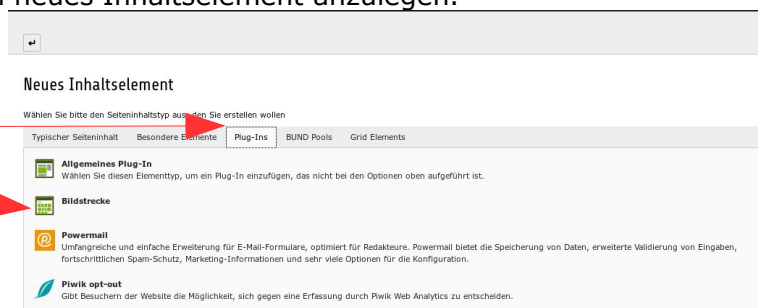 neues Inhaltselement anzulegen.
Neues Inhaltselement
Wählen Sie bitte den Seiteninhaltstyp aus, den Sie erstellen wollen
Typischer Seiteninhalt Besondere Elemente Plug-Ins BUND Pools Grid Elements
Allgemeines Plug-In
Wählen Sie diesen Elementtyp, um ein Plug-In einzufügen, das nicht bei den Optionen oben aufgeführt ist.
Bildstrecke
Powermail
Umfangreiche und einfache Erweiterung für E-Mail-Formulare, optimiert für Redakteure. Powermail bietet die Speicherung von Daten, erweiterte Validierung von Eingaben,
fortschrittlichen Spam-Schutz, Marketing-Informationen und sehr viele Optionen für die Konfiguration.
Piwik opt-out
Gibt Besuchern der Website die Möglichkeit, sich gegen eine Erfassung durch Piwik Web Analytics zu entscheiden.